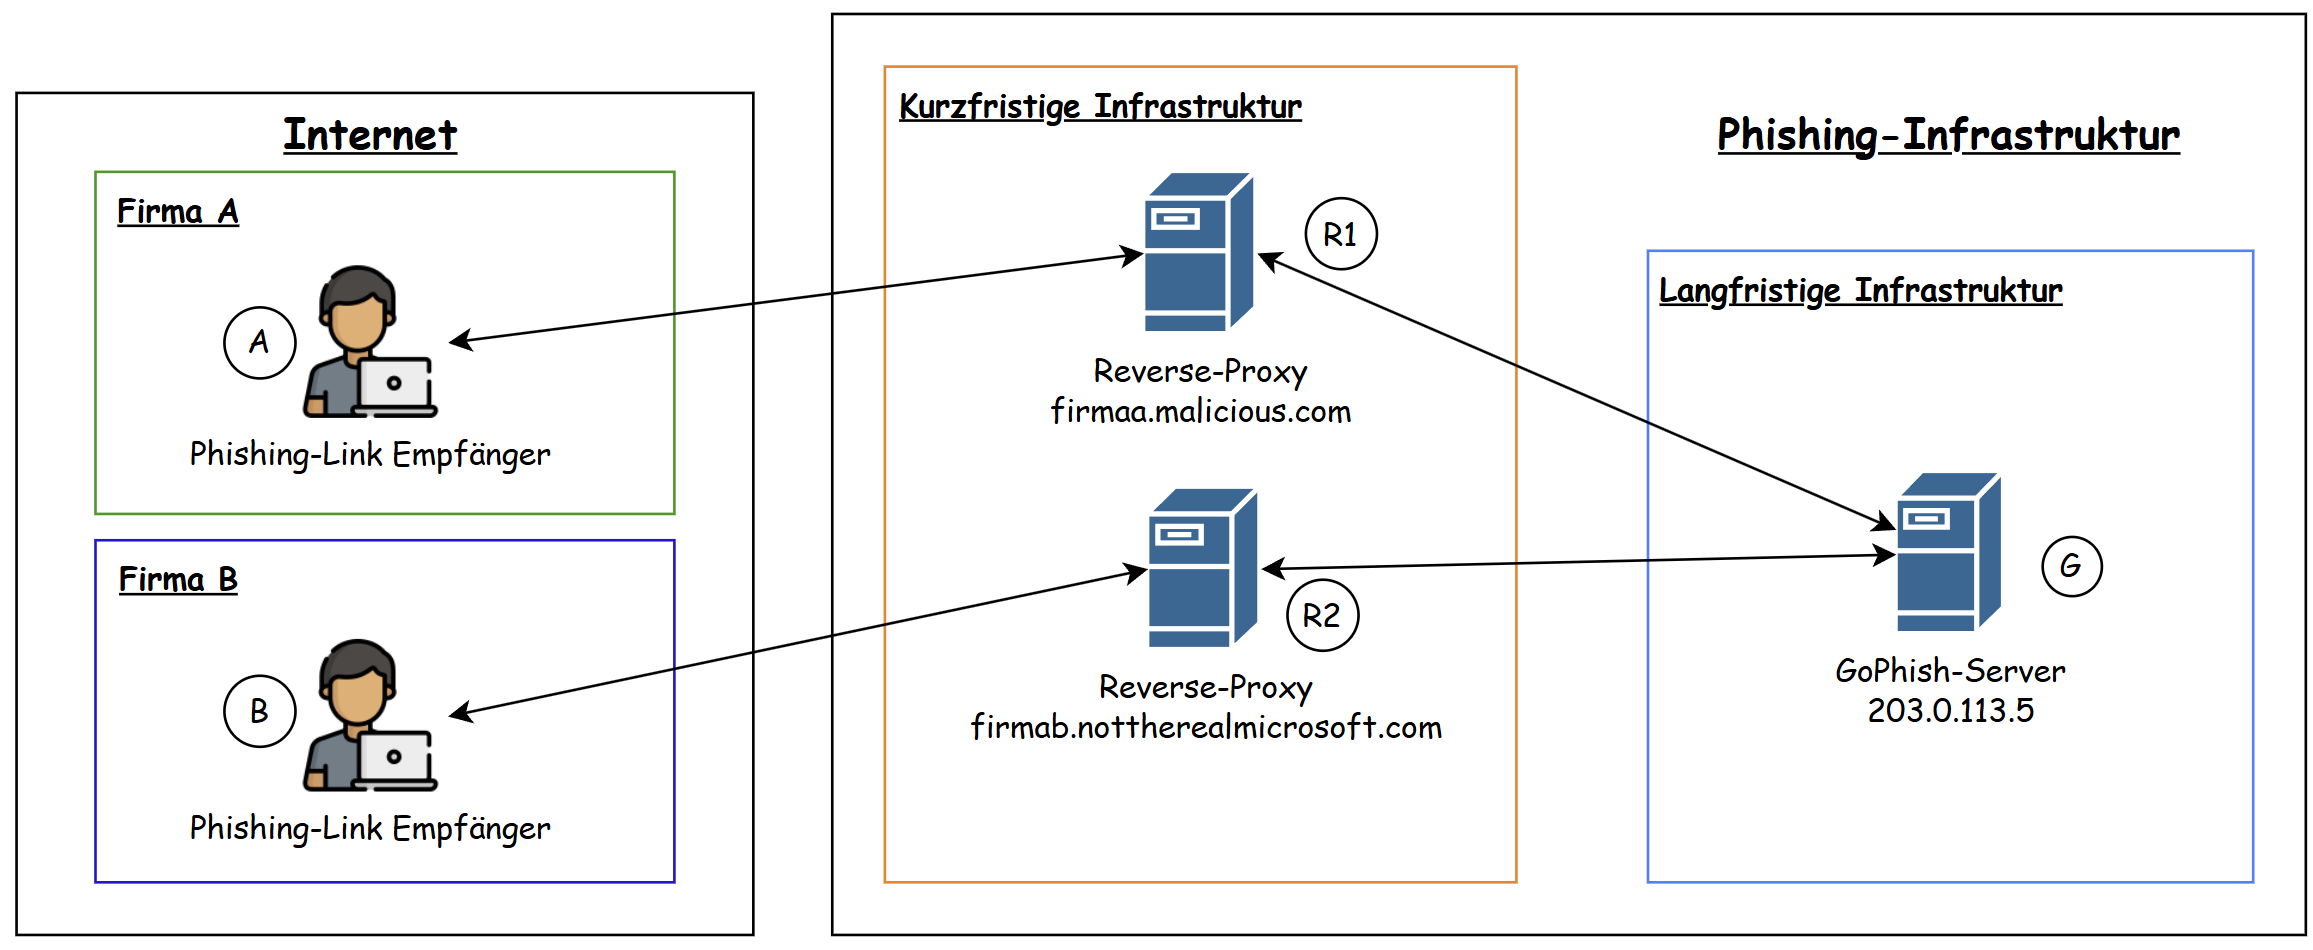 Internet
Firma A
A
Phishing-Link Empfänger
Firma B
B
Phishing-Link Empfänger
Phishing-Infrastruktur
Kurzfristige Infrastruktur
R1
Reverse-Proxy
firmaa.malicious.com
R2
Reverse-Proxy
firmab.nottherealmicrosoft.com
Langfristige Infrastruktur
G
GoPhish-Server
203.0.113.5